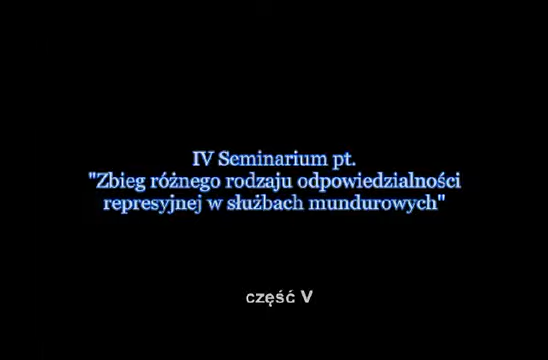 IV Seminarium pt.
"Zbieg różnego rodzaju odpowiedzialności
represyjnej w służbach mundurowych"
część V